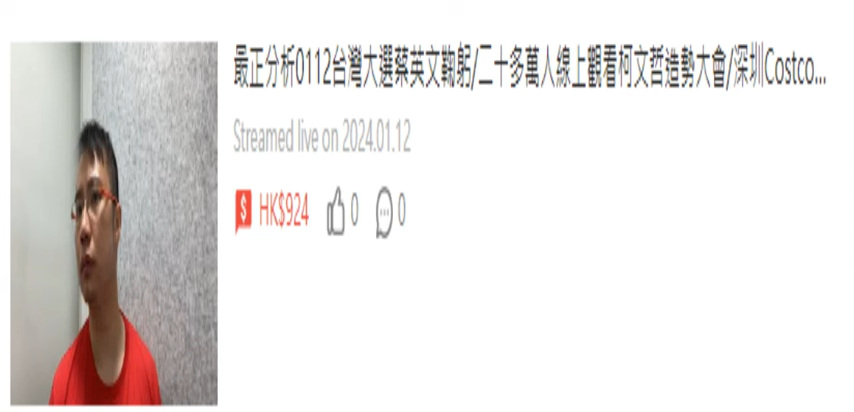 最正分析0112台灣大選蔡英文鞠躬/二十多萬人線上觀看柯文哲造勢大會/深圳Costco...
Streamed live on 2024.01.12
$ HK$924 0 0